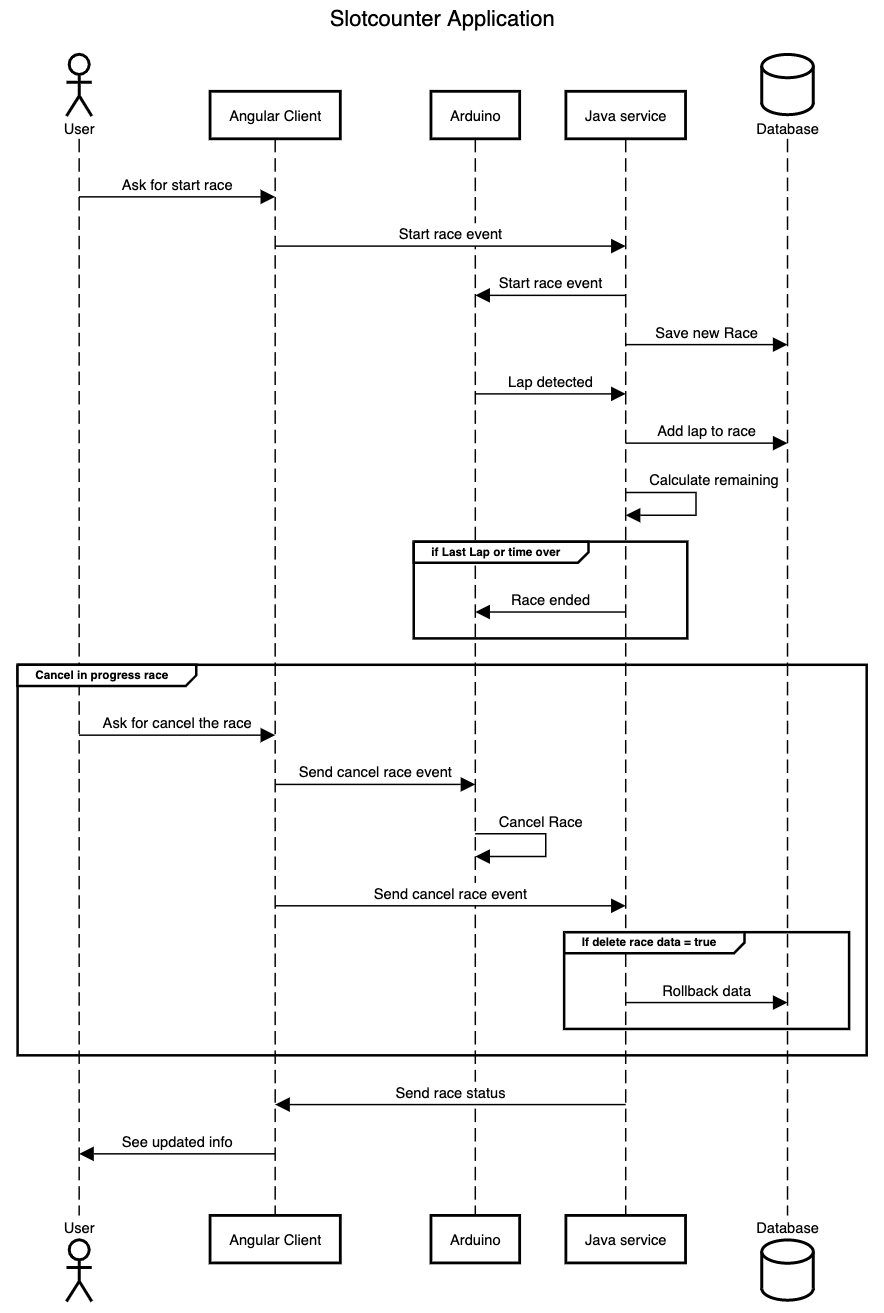 Slotcounter Application
User
Angular Client
Arduino
Java service
Database
Ask for start race
Start race event
Start race event
Save new Race
Lap detected
Add lap to race
Calculate remaining
if Last Lap or time over
Race ended
Cancel in progress race
Ask for cancel the race
Send cancel race event
Cancel Race
Send cancel race event
If delete race data = true
Rollback data
Send race status
See updated info
User
Angular Client
Arduino
Java service
Database